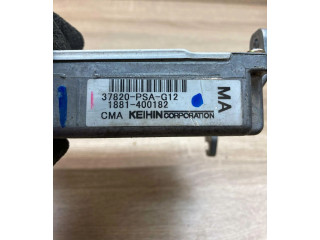 37820-PSA-G12
1881-400182
CMA KEIHIN CORPORATION
MA